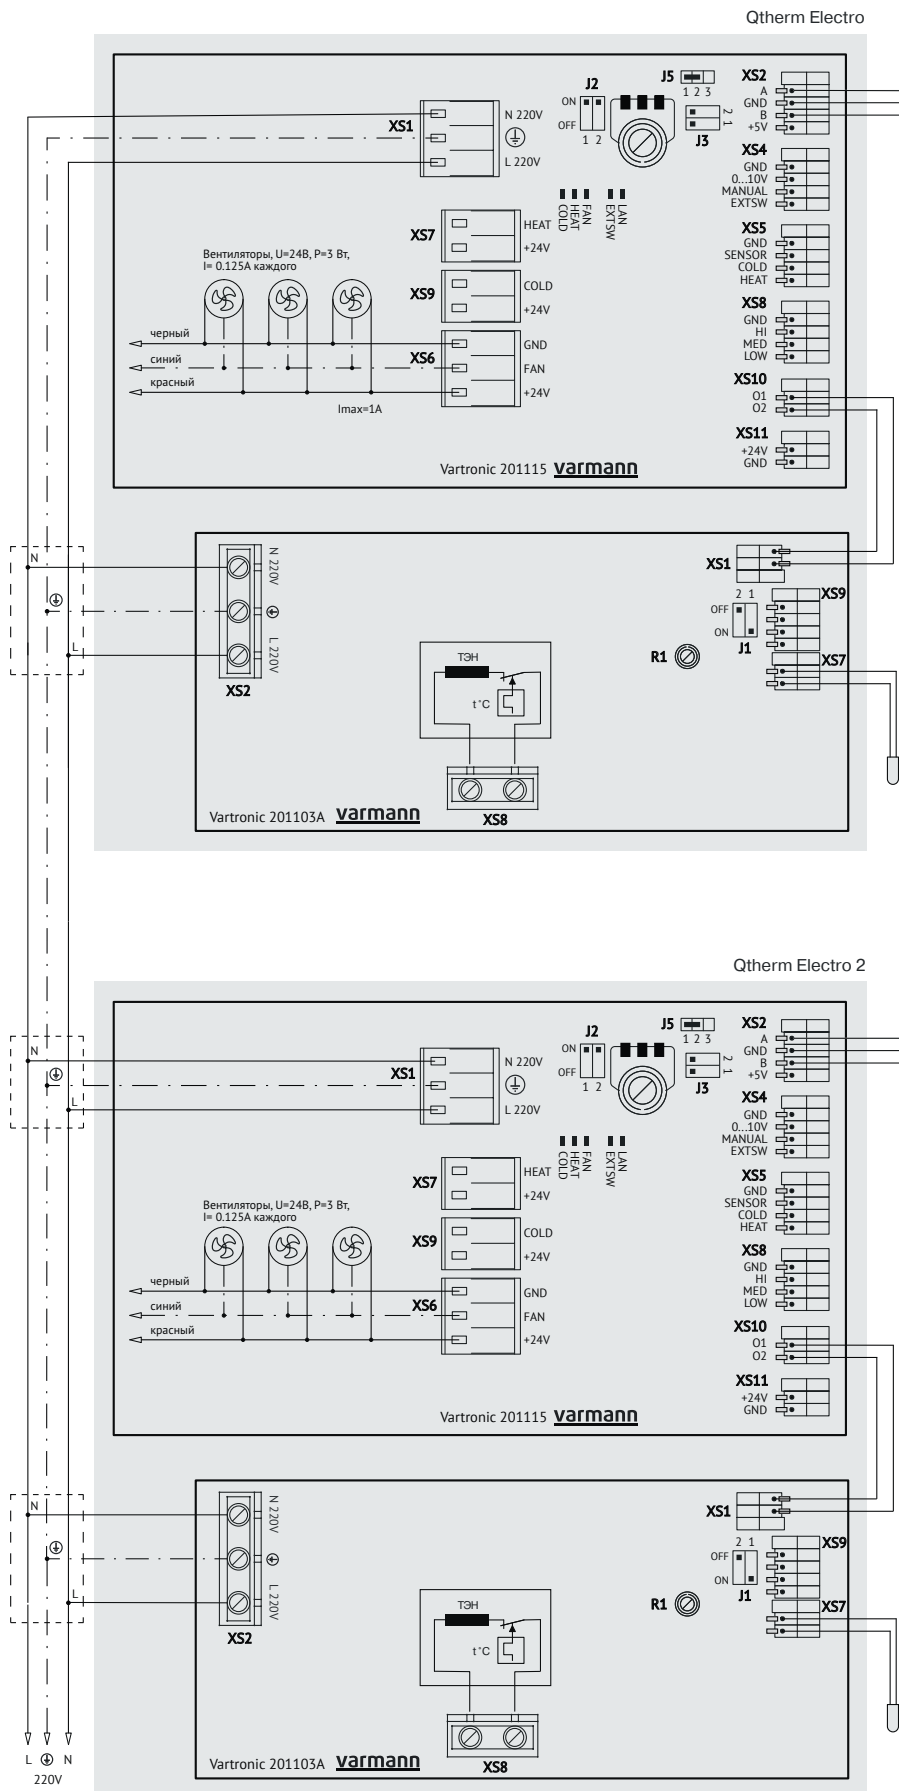 Qtherm Electro
XS1
N 220V
L 220V
J2
ON
OFF
1 2
J5
1 2 3
J3
2
1
XS2
A
GND
B
+5V
XS4
GND
0...10V
MANUAL
EXTSW
COLD
HEAT
FAN
EXTSW
LAN
XS7
HEAT
+24V
XS5
GND
SENSOR
COLD
HEAT
Вентиляторы, U=24В, P=3 Вт,
I= 0.125А каждого
XS9
COLD
+24V
XS8
GND
HI
MED
LOW
черный
синий
красный
XS6
GND
FAN
+24V
Imax=1A
XS10
O1
O2
XS11
+24V
GND
Vartronic 201115 varmann
N
L
N 220V
L 220V
XS2
XS1
2 1
OFF
ON
J1
XS9
R1
XS7
ТЭН
t˚C
XS8
Vartronic 201103A varmann
Qtherm Electro 2
N
L
XS1
N 220V
L 220V
J2
ON
OFF
1 2
J5
1 2 3
J3
2
1
XS2
A
GND
B
+5V
XS4
GND
0...10V
MANUAL
EXTSW
COLD
HEAT
FAN
EXTSW
LAN
XS7
HEAT
+24V
XS5
GND
SENSOR
COLD
HEAT
Вентиляторы, U=24В, P=3 Вт,
I= 0.125А каждого
XS9
COLD
+24V
XS8
GND
HI
MED
LOW
черный
синий
красный
XS6
GND
FAN
+24V
XS10
O1
O2
XS11
+24V
GND
Vartronic 201115 varmann
N
L
N 220V
L 220V
XS2
XS1
2 1
OFF
ON
J1
XS9
R1
XS7
ТЭН
t˚C
XS8
Vartronic 201103A varmann
L N
220V